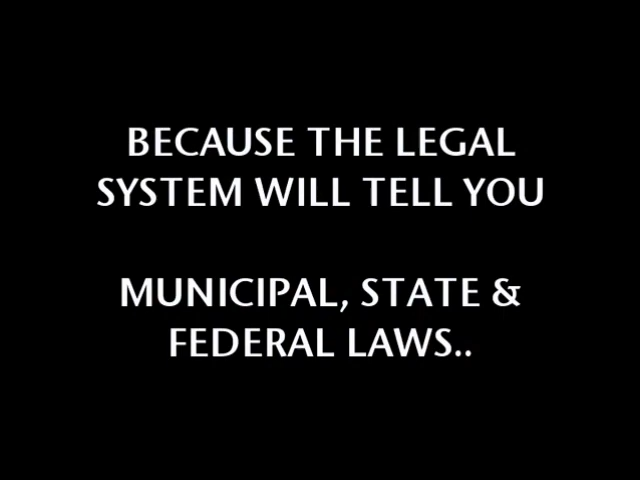 BECAUSE THE LEGAL
SYSTEM WILL TELL YOU
MUNICIPAL, STATE &
FEDERAL LAWS..